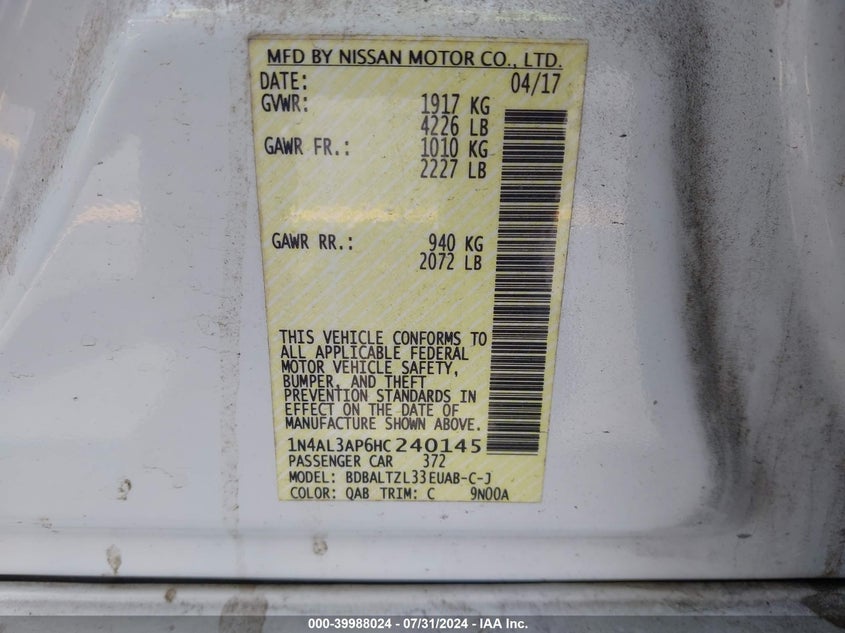 MFD BY NISSAN MOTOR CO., LTD.
DATE: 04/17
GVWR: 1917 KG
4226 LB
GAWR FR.: 1010 KG
2227 LB
GAWR RR.: 940 KG
2072 LB
THIS VEHICLE CONFORMS TO
ALL APPLICABLE FEDERAL
MOTOR VEHICLE SAFETY,
BUMPER, AND THEFT
PREVENTION STANDARDS IN
EFFECT ON THE DATE OF
MANUFACTURE SHOWN ABOVE.
1N4AL3AP6HC240145
PASSENGER CAR 372
MODEL: BDBALTZL33EUAB-C-J
COLOR: QAB TRIM: C 9N00A
000-39988024 - 07/31/2024 - IAA Inc.